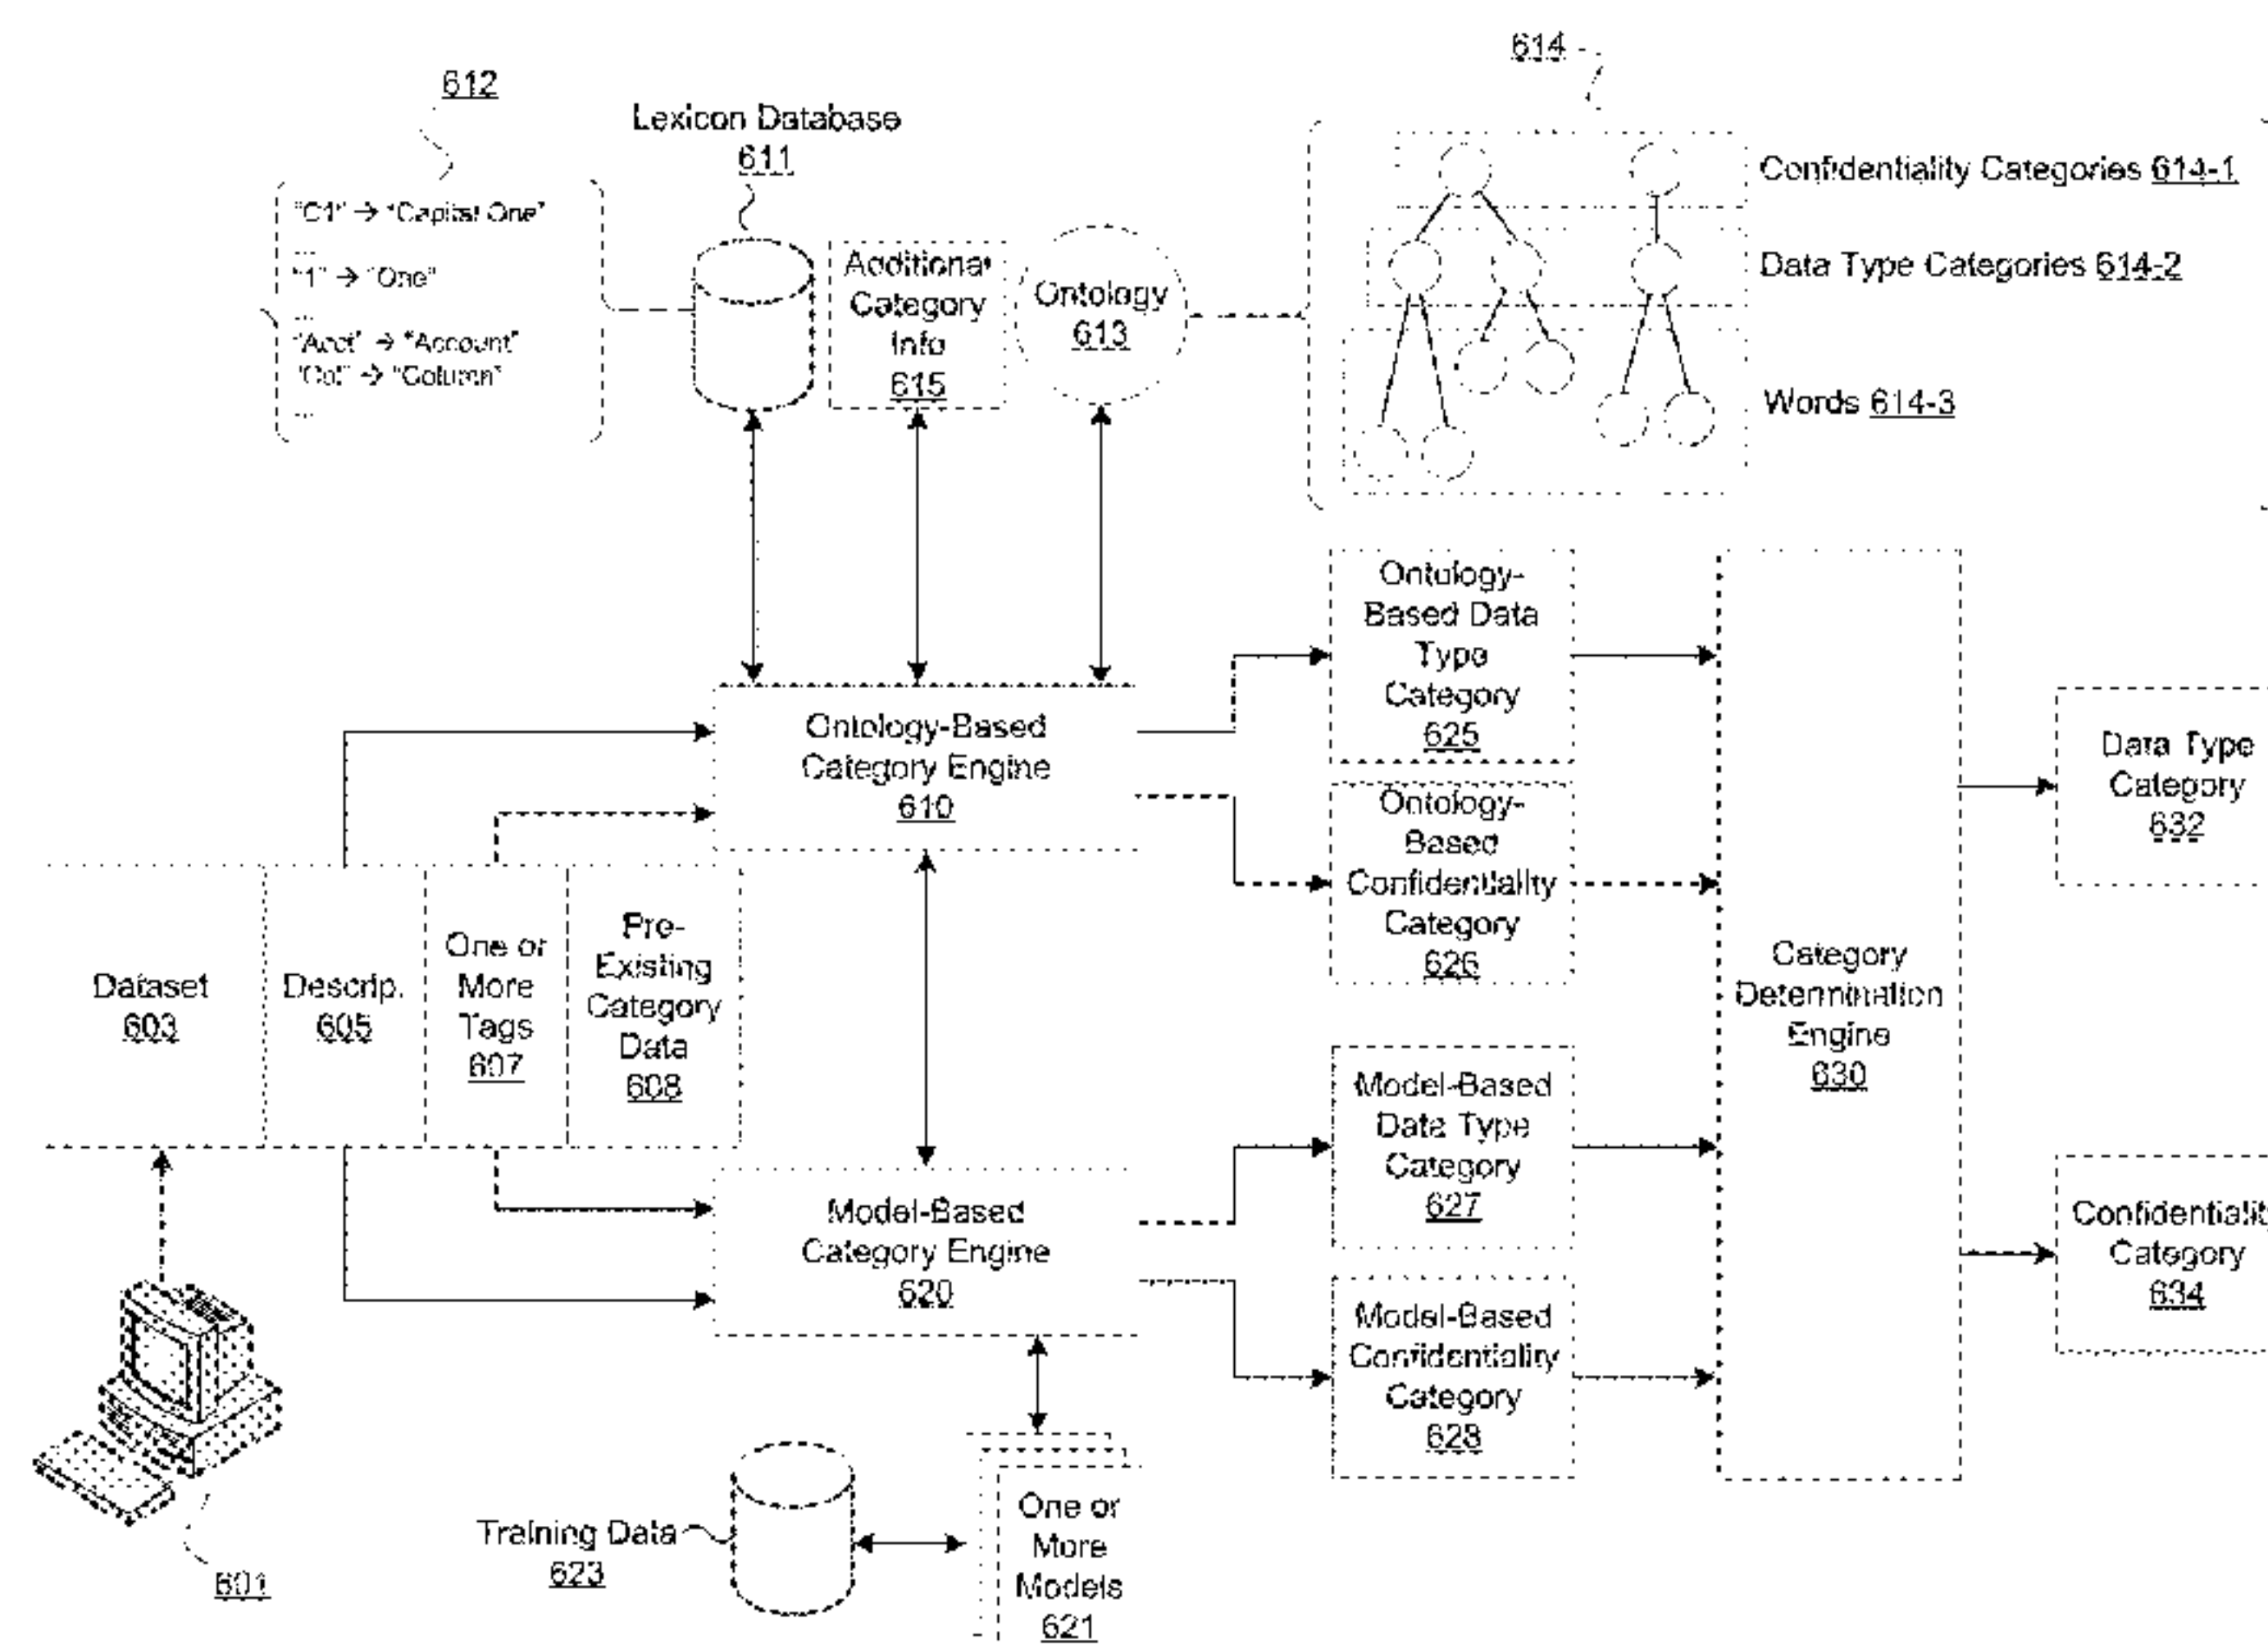 614
612
Lexicon Database
611
Confidentiality Categories 614-1
"C1" → "Capital One"
...
"1" → "One"
...
"Acct" → "Account"
"Col" → "Column"
...
Additional
Category
Info
615
Ontology
613
Data Type Categories 614-2
Words 614-3
Ontology-
Based Data
Type
Category
625
Ontology-Based
Category Engine
610
Data Type
Category
632
Ontology-
Based
Confidentiality
Category
626
Dataset
603
Descrip.
605
One or
More
Tags
607
Pre-
Existing
Category
Data
608
Category
Determination
Engine
630
Model-Based
Data Type
Category
627
Model-Based
Category Engine
620
Confidentiality
Category
634
Model-Based
Confidentiality
Category
628
Training Data
623
One or
More
Models
621
601